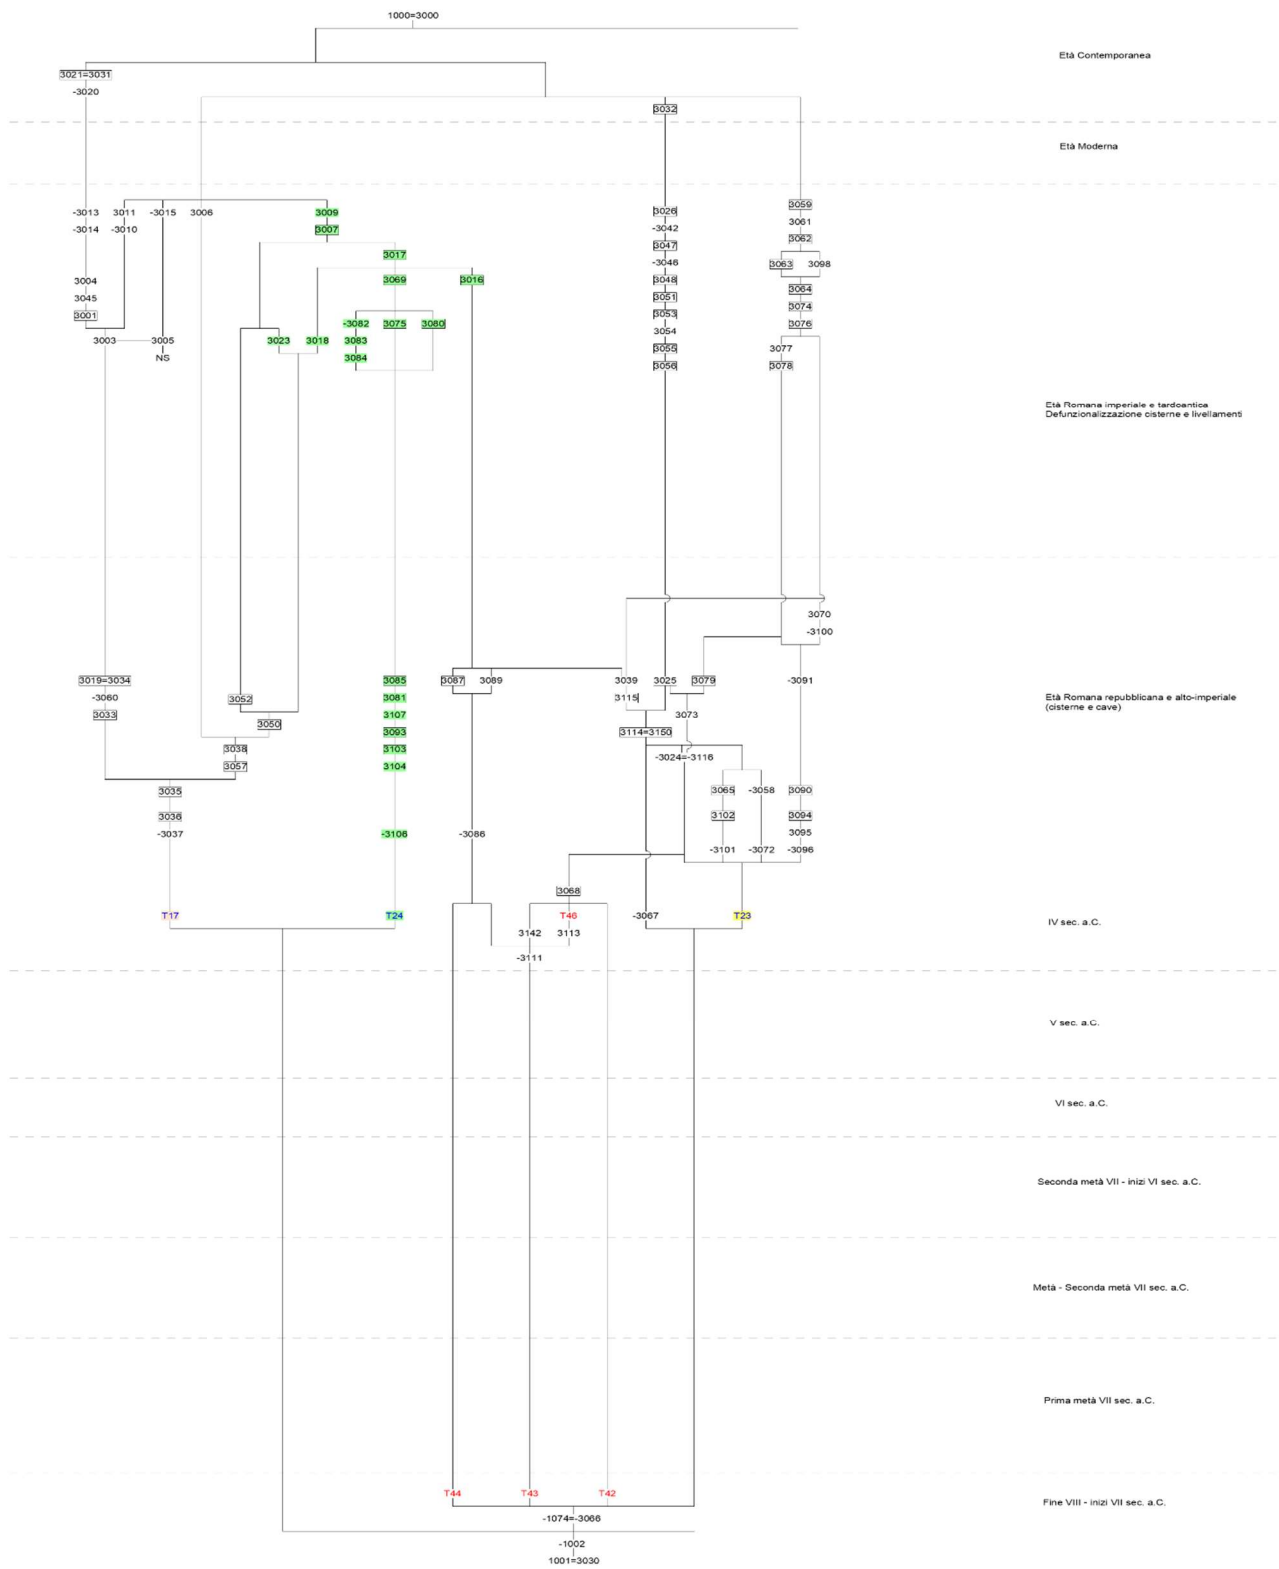 1000=3000
Età Contemporanea
3021=3031
-3020
3032
Età Moderna
-3013 3011 -3015 3006 3009 3026 3059
-3014 -3010 3007 -3042 3061
3047 3062
3017 -3046 3063 3098
3004 3069 3016 3048 3064
3045 3051 3074
3001 -3082 3075 3080 3053 3076
3003 3005 3023 3018 3083 3054 3077
NS 3084 3055
3056 3078
Età Romana imperiale e tardoantica
Defunzionalizzazione cisterne e livellamenti
3070
-3100
3019=3034 3085 3087 3089 3039 3025 3079 -3091
-3060 3052 3081 3115
3033 3107 3073
Età Romana repubblicana e alto-imperiale
(cisterne e cave)
3050 3093 3114=3150
3038 3103 -3024=-3116
3057 3104
3035 3065 -3058 3090
3036 3102 3094
-3037 -3106 -3086 3095
-3101 -3072 -3096
3068
T17 T24 T46 -3067 T23
IV sec. a.C.
3142 3113
-3111
V sec. a.C.
VI sec. a.C.
Seconda metà VII - inizi VI sec. a.C.
Metà - Seconda metà VII sec. a.C.
Prima metà VII sec. a.C.
T44 T43 T42
Fine VIII - inizi VII sec. a.C.
-1074=-3066
-1002
1001=3030